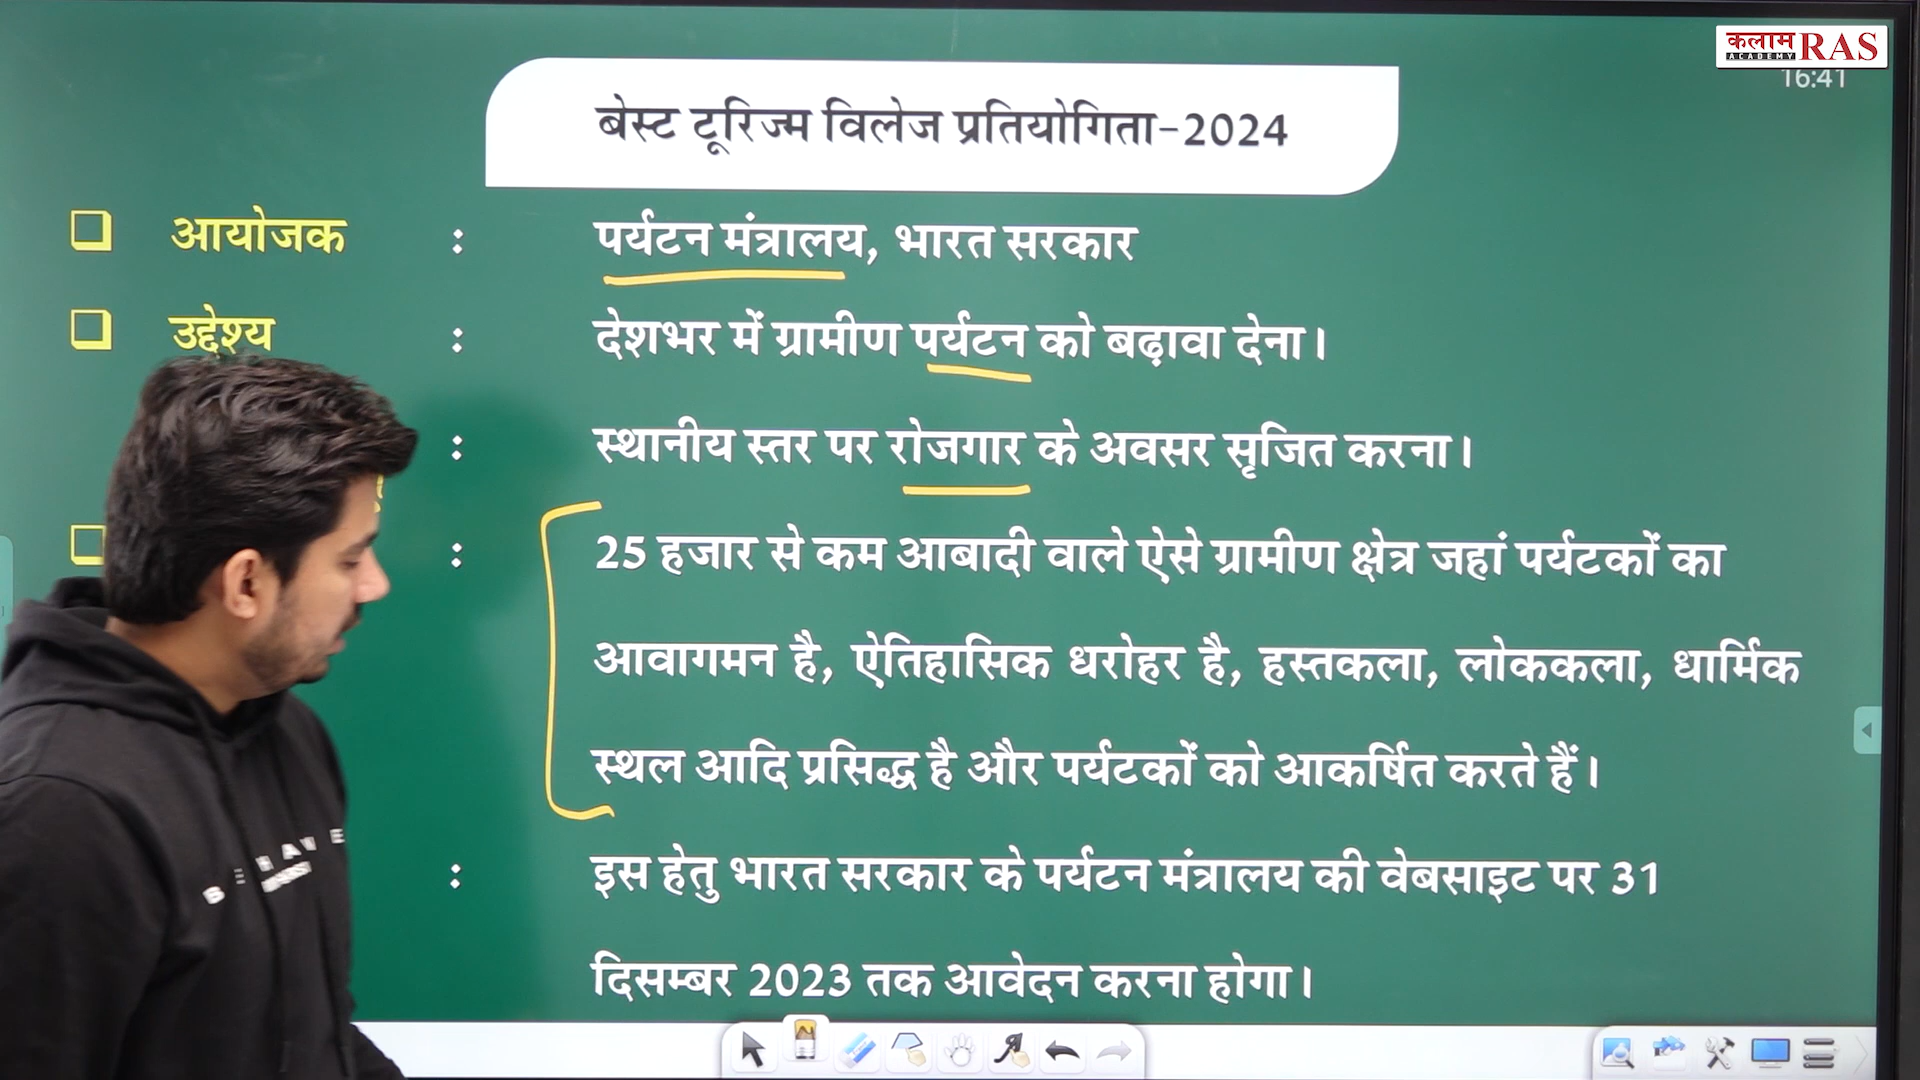 कलाम RAS
ACADEMY
16:41
बेस्ट टूरिज्म विलेज प्रतियोगिता-2024
आयोजक : पर्यटन मंत्रालय, भारत सरकार
उद्देश्य : देशभर में ग्रामीण पर्यटन को बढ़ावा देना।
: स्थानीय स्तर पर रोजगार के अवसर सृजित करना।
: 25 हजार से कम आबादी वाले ऐसे ग्रामीण क्षेत्र जहां पर्यटकों का
आवागमन है, ऐतिहासिक धरोहर है, हस्तकला, लोककला, धार्मिक
स्थल आदि प्रसिद्ध है और पर्यटकों को आकर्षित करते हैं।
: इस हेतु भारत सरकार के पर्यटन मंत्रालय की वेबसाइट पर 31
दिसम्बर 2023 तक आवेदन करना होगा।